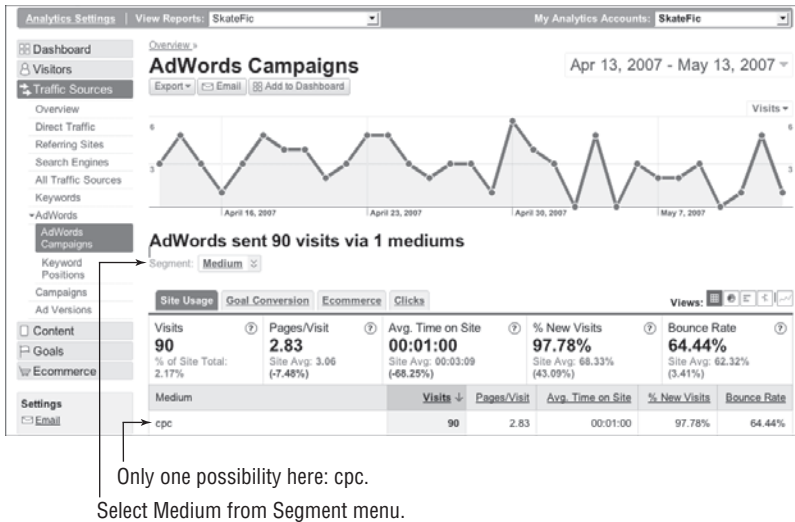 Analytics Settings | View Reports: SkateFic My Analytics Accounts: SkateFic
Dashboard
Visitors
Traffic Sources
Overview
Direct Traffic
Referring Sites
Search Engines
All Traffic Sources
Keywords
AdWords
AdWords Campaigns
Keyword Positions
Campaigns
Ad Versions
Content
Goals
Ecommerce
Settings
Email
Overview »
AdWords Campaigns
Apr 13, 2007 - May 13, 2007
Export Email Add to Dashboard
Visits
6 6
3 3
April 16, 2007 April 23, 2007 April 30, 2007 May 7, 2007
AdWords sent 90 visits via 1 mediums
Segment: Medium
Site Usage Goal Conversion Ecommerce Clicks Views:
Visits ? Pages/Visit ? Avg. Time on Site ? % New Visits ? Bounce Rate ?
90 2.83 00:01:00 97.78% 64.44%
% of Site Total: Site Avg: 3.06 Site Avg: 00:03:09 Site Avg: 68.33% Site Avg: 62.32%
2.17% (-7.48%) (-68.25%) (43.09%) (3.41%)
Medium Visits ↓ Pages/Visit Avg. Time on Site % New Visits Bounce Rate
cpc 90 2.83 00:01:00 97.78% 64.44%
Only one possibility here: cpc.
Select Medium from Segment menu.